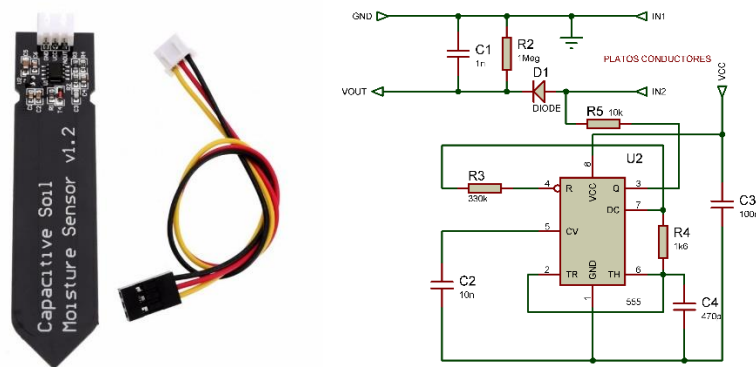 Capacitive Soil
Moisture Sensor v1.2
GND
IN1
C1
1n
R2
1Meg
PLATOS CONDUCTORES
VOUT
D1
DIODE
IN2
VCC
R5
10k
U2
R3
330k
4
R
8
VCC
Q
3
DC
7
C3
5
CV
R4
1k6
C2
10n
2
TR
GND
TH
6
1
555
C4